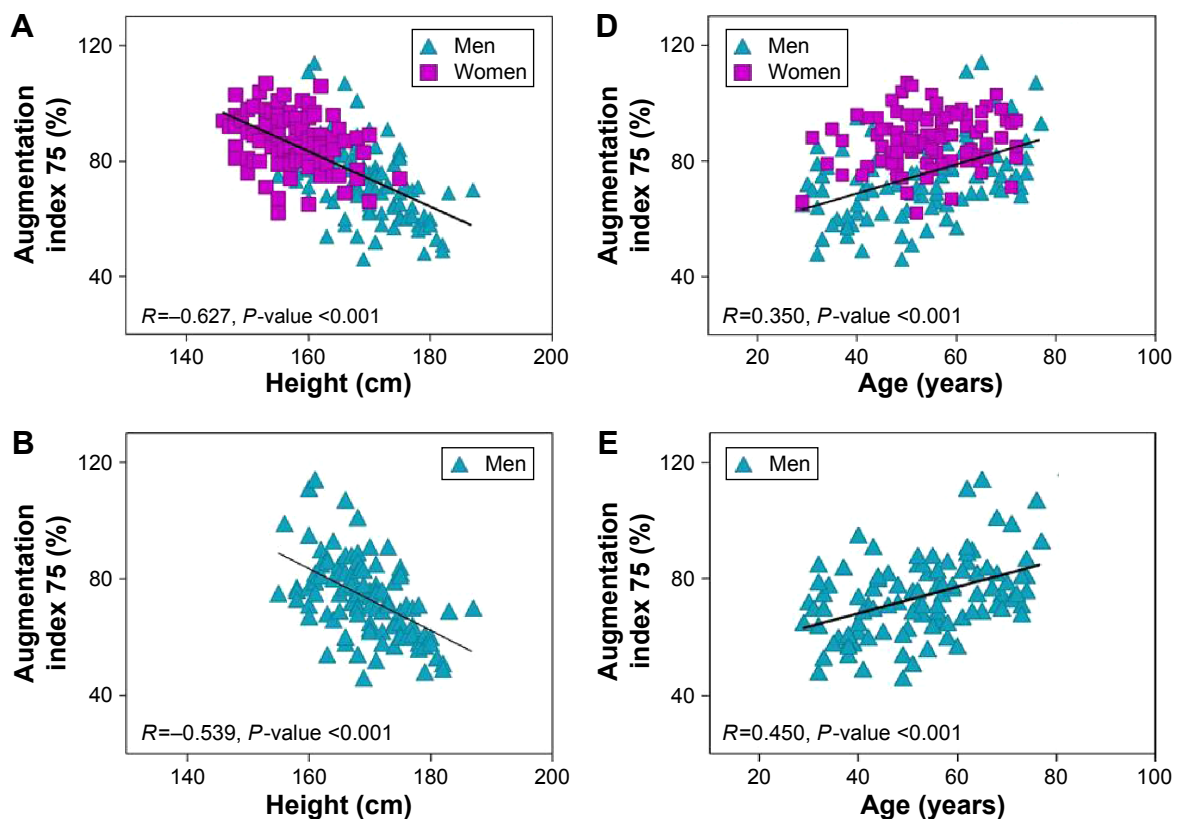 A
Augmentation
index 75 (%)
120
80
40
Men
Women
R=–0.627, P-value <0.001
140
160
180
200
Height (cm)
D
Augmentation
index 75 (%)
120
80
40
Men
Women
R=0.350, P-value <0.001
20
40
60
80
100
Age (years)
B
Augmentation
index 75 (%)
120
80
40
Men
R=–0.539, P-value <0.001
140
160
180
200
Height (cm)
E
Augmentation
index 75 (%)
120
80
40
Men
R=0.450, P-value <0.001
20
40
60
80
100
Age (years)